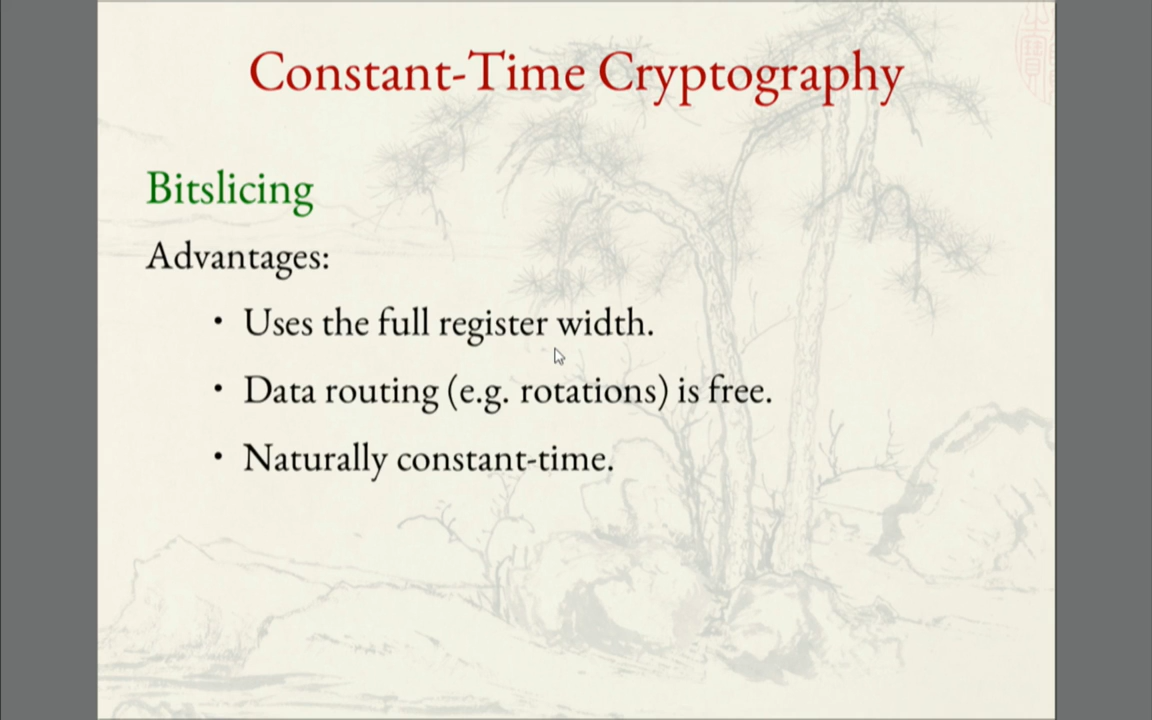 Constant-Time Cryptography
Bitslicing
Advantages:
• Uses the full register width.
• Data routing (e.g. rotations) is free.
• Naturally constant-time.